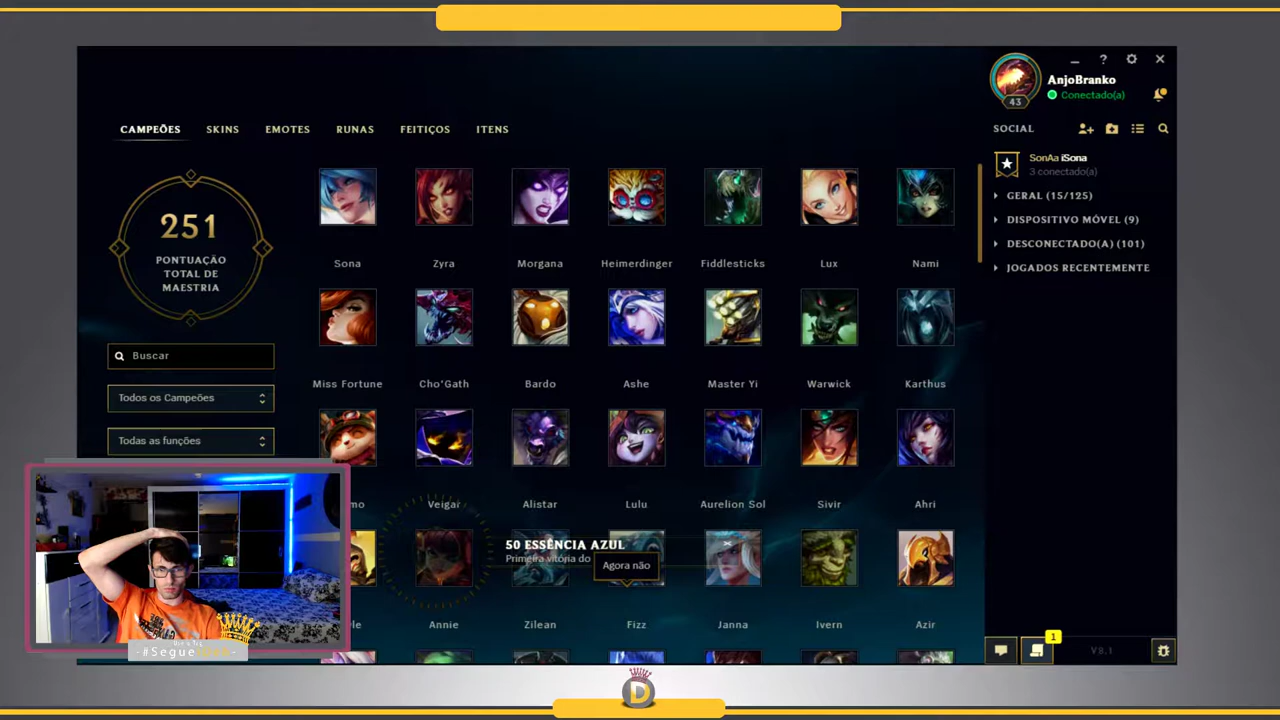 AnjoBranko
43
Conectado(a)
CAMPEÕES SKINS EMOTES RUNAS FEITIÇOS ITENS
SOCIAL
251
PONTUAÇÃO
TOTAL DE
MAESTRIA
SonAa iSona
3 conectado(a)
GERAL (15/125)
DISPOSITIVO MÓVEL (9)
DESCONECTADO(A) (101)
JOGADOS RECENTEMENTE
Sona Zyra Morgana Heimerdinger Fiddlesticks Lux Nami
Buscar
Miss Fortune Cho'Gath Bardo Ashe Master Yi Warwick Karthus
Todos os Campeões
Todas as funções
mo Veigar Alistar Lulu Aurelion Sol Sivir Ahri
50 ESSÊNCIA AZUL
Primeira vitória do
Agora não
le Annie Zilean Fizz Janna Ivern Azir
-#Segue
1
V8.1
D